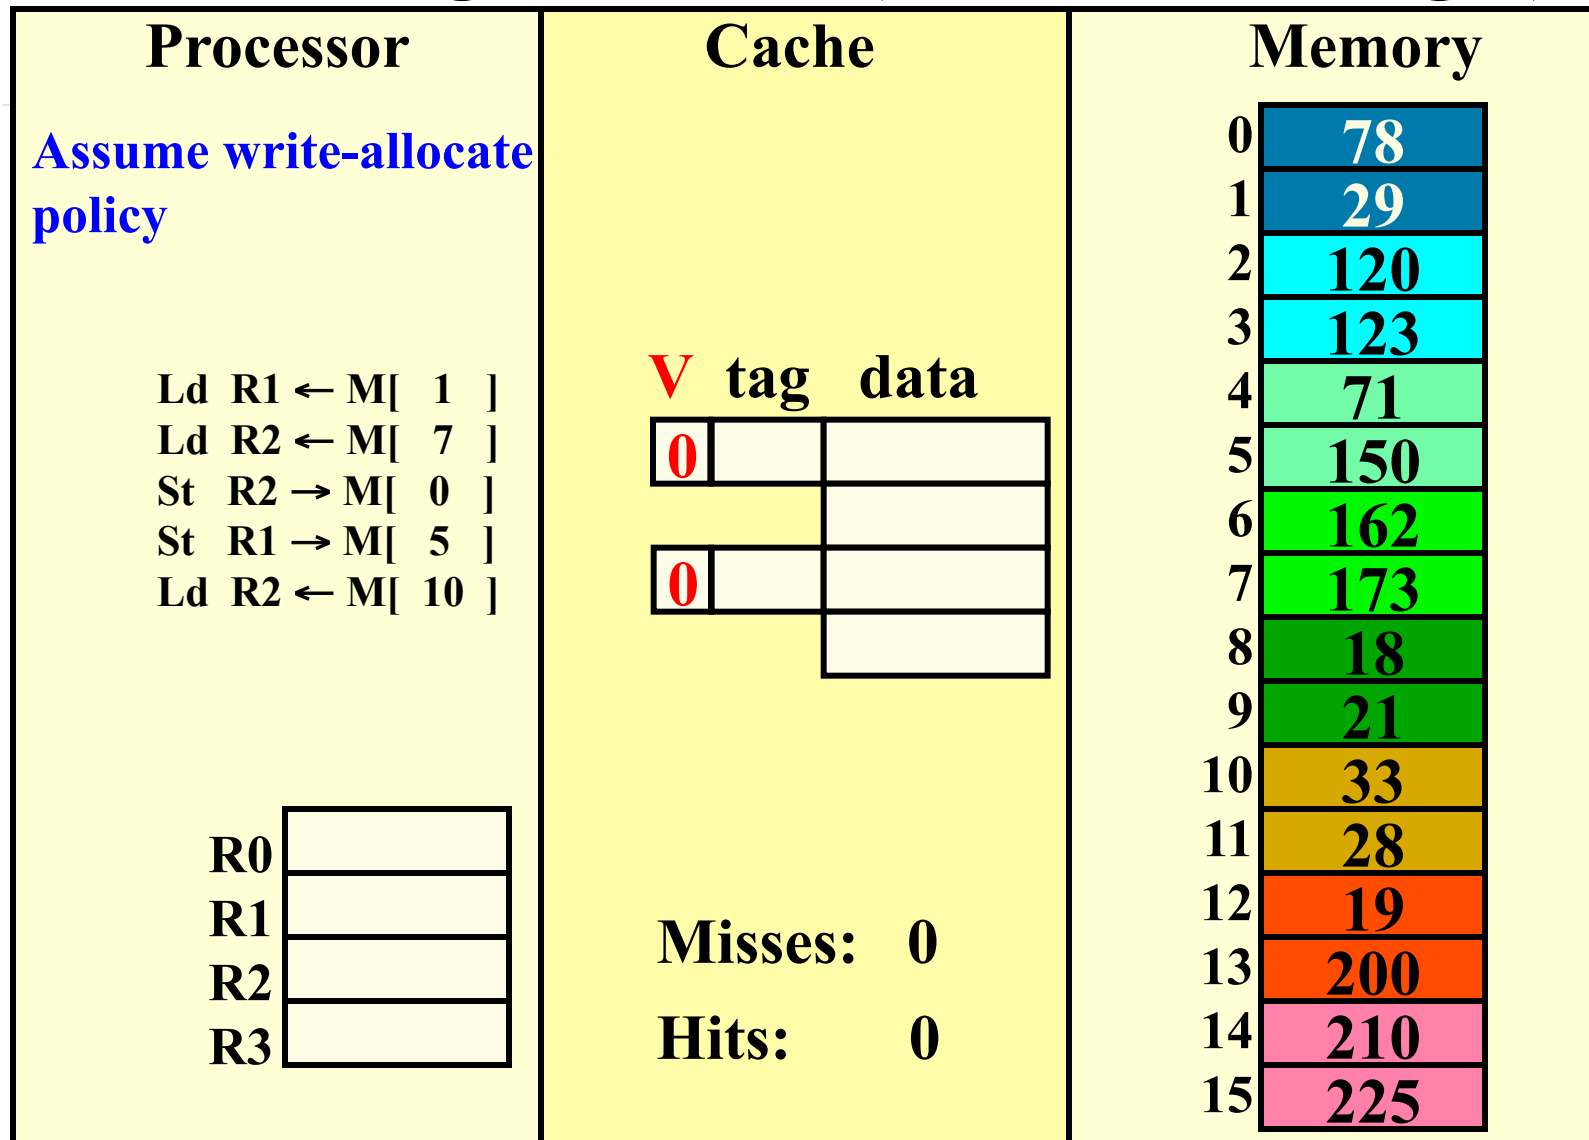 Processor
Assume write-allocate
policy
Ld R1 ← M[ 1 ]
Ld R2 ← M[ 7 ]
St R2 → M[ 0 ]
St R1 → M[ 5 ]
Ld R2 ← M[ 10 ]
R0
R1
R2
R3
Cache
V tag data
0
0
Misses: 0
Hits: 0
Memory
0 78
1 29
2 120
3 123
4 71
5 150
6 162
7 173
8 18
9 21
10 33
11 28
12 19
13 200
14 210
15 225